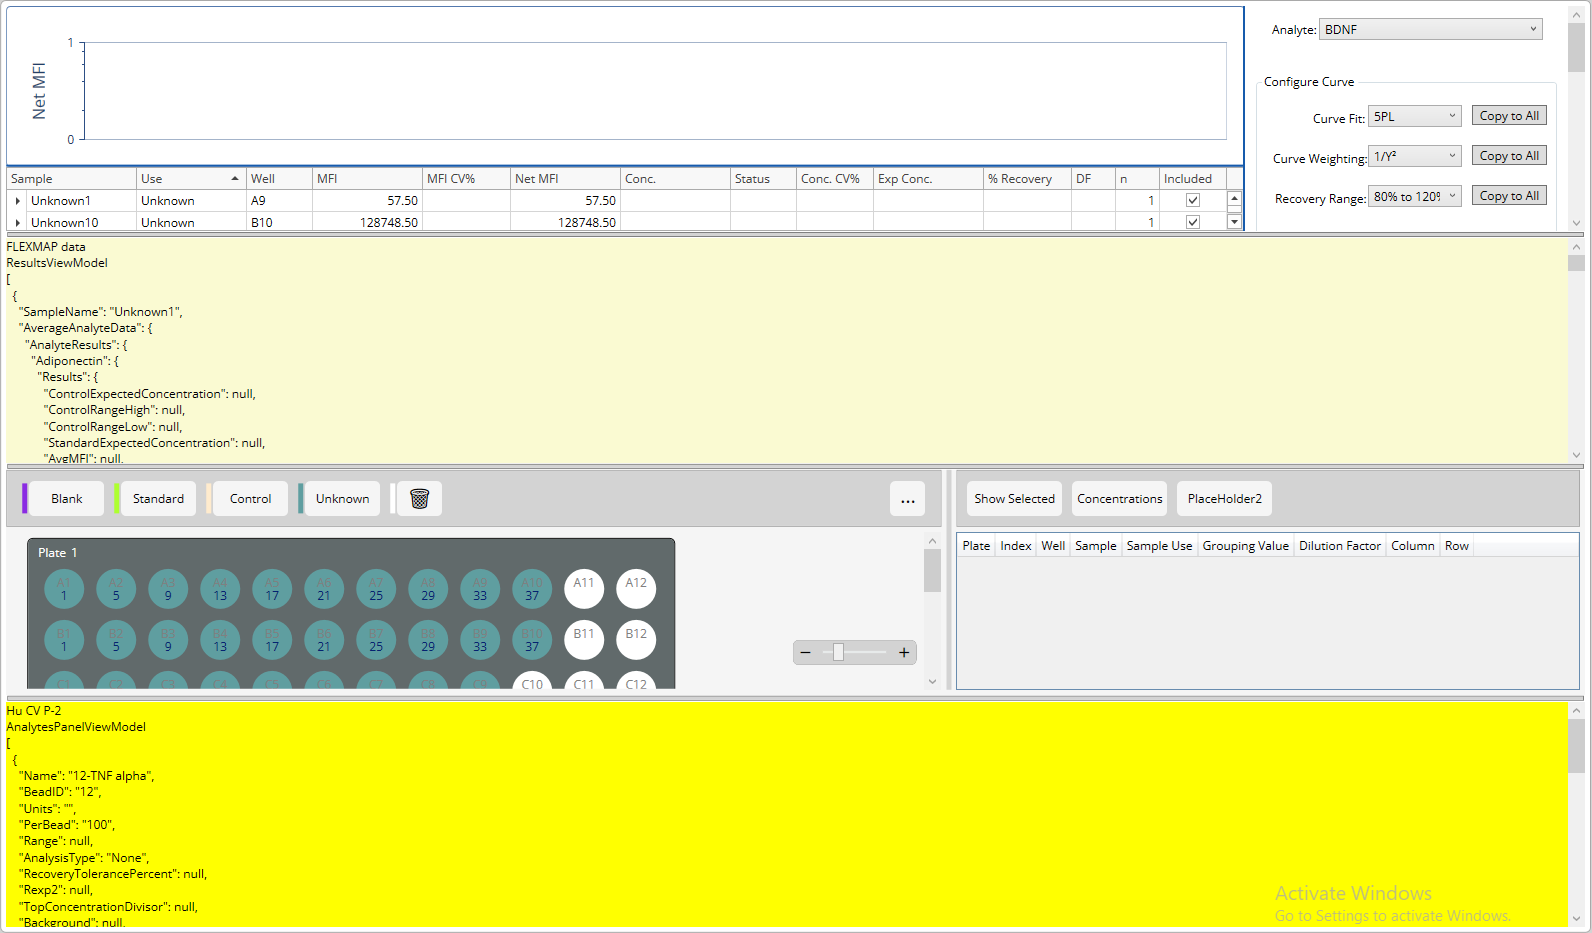 Net MFI
1
0
Analyte: BDNF
Configure Curve
Curve Fit: 5PL Copy to All
Curve Weighting: 1/Y² Copy to All
Recovery Range: 80% to 120% Copy to All
Sample Use Well MFI MFI CV% Net MFI Conc. Status Conc. CV% Exp Conc. % Recovery DF n Included
Unknown1 Unknown A9 57.50 57.50 1
Unknown10 Unknown B10 128748.50 128748.50 1
FLEXMAP data
ResultsViewModel
[
{
"SampleName": "Unknown1",
"AverageAnalyteData": {
"AnalyteResults": {
"Adiponectin": {
"Results": {
"ControlExpectedConcentration": null,
"ControlRangeHigh": null,
"ControlRangeLow": null,
"StandardExpectedConcentration": null,
"AvgMFI": null,
Blank Standard Control Unknown ...
Show Selected Concentrations PlaceHolder2
Plate 1
A1 A2 A3 A4 A5 A6 A7 A8 A9 A10 A11 A12
1 5 9 13 17 21 25 29 33 37
B1 B2 B3 B4 B5 B6 B7 B8 B9 B10 B11 B12
1 5 9 13 17 21 25 29 33 37
C1 C2 C3 C4 C5 C6 C7 C8 C9 C10 C11 C12
− +
Plate Index Well Sample Sample Use Grouping Value Dilution Factor Column Row
Hu CV P-2
AnalytesPanelViewModel
[
{
"Name": "12-TNF alpha",
"BeadID": "12",
"Units": "",
"PerBead": "100",
"Range": null,
"AnalysisType": "None",
"RecoveryTolerancePercent": null,
"Rexp2": null,
"TopConcentrationDivisor": null,
"Background": null,
Activate Windows
Go to Settings to activate Windows.